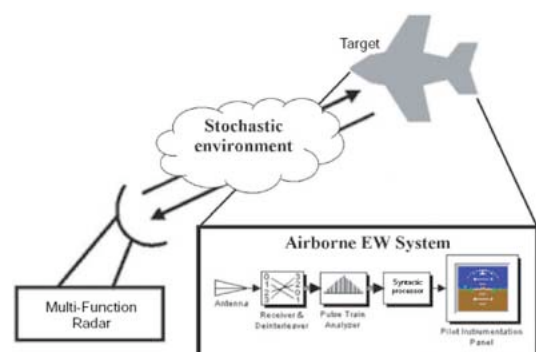 Target
Stochastic
environment
Airborne EW System
Antenna
Receiver &
Deinterleaver
Pulse Train
Analyzer
Syntactic
processor
Pilot Instrumentation
Panel
Multi-Function
Radar